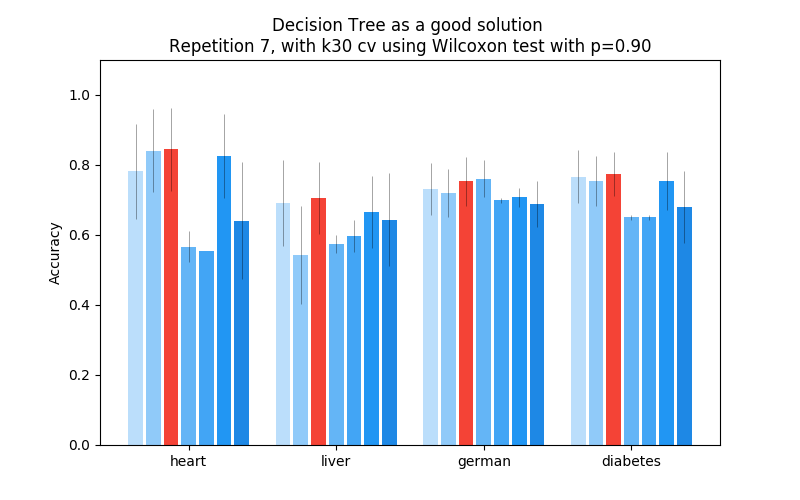 Decision Tree as a good solution
Repetition 7, with k30 cv using Wilcoxon test with p=0.90
1.0
0.8
0.6
0.4
0.2
0.0
Accuracy
heart
liver
german
diabetes